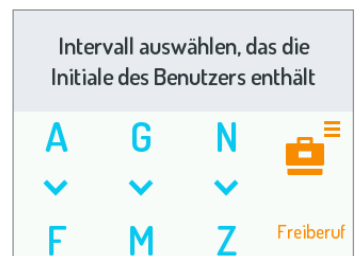 Intervall auswählen, das die
Initiale des Benutzers enthält
A G N
F M Z Freiberuf